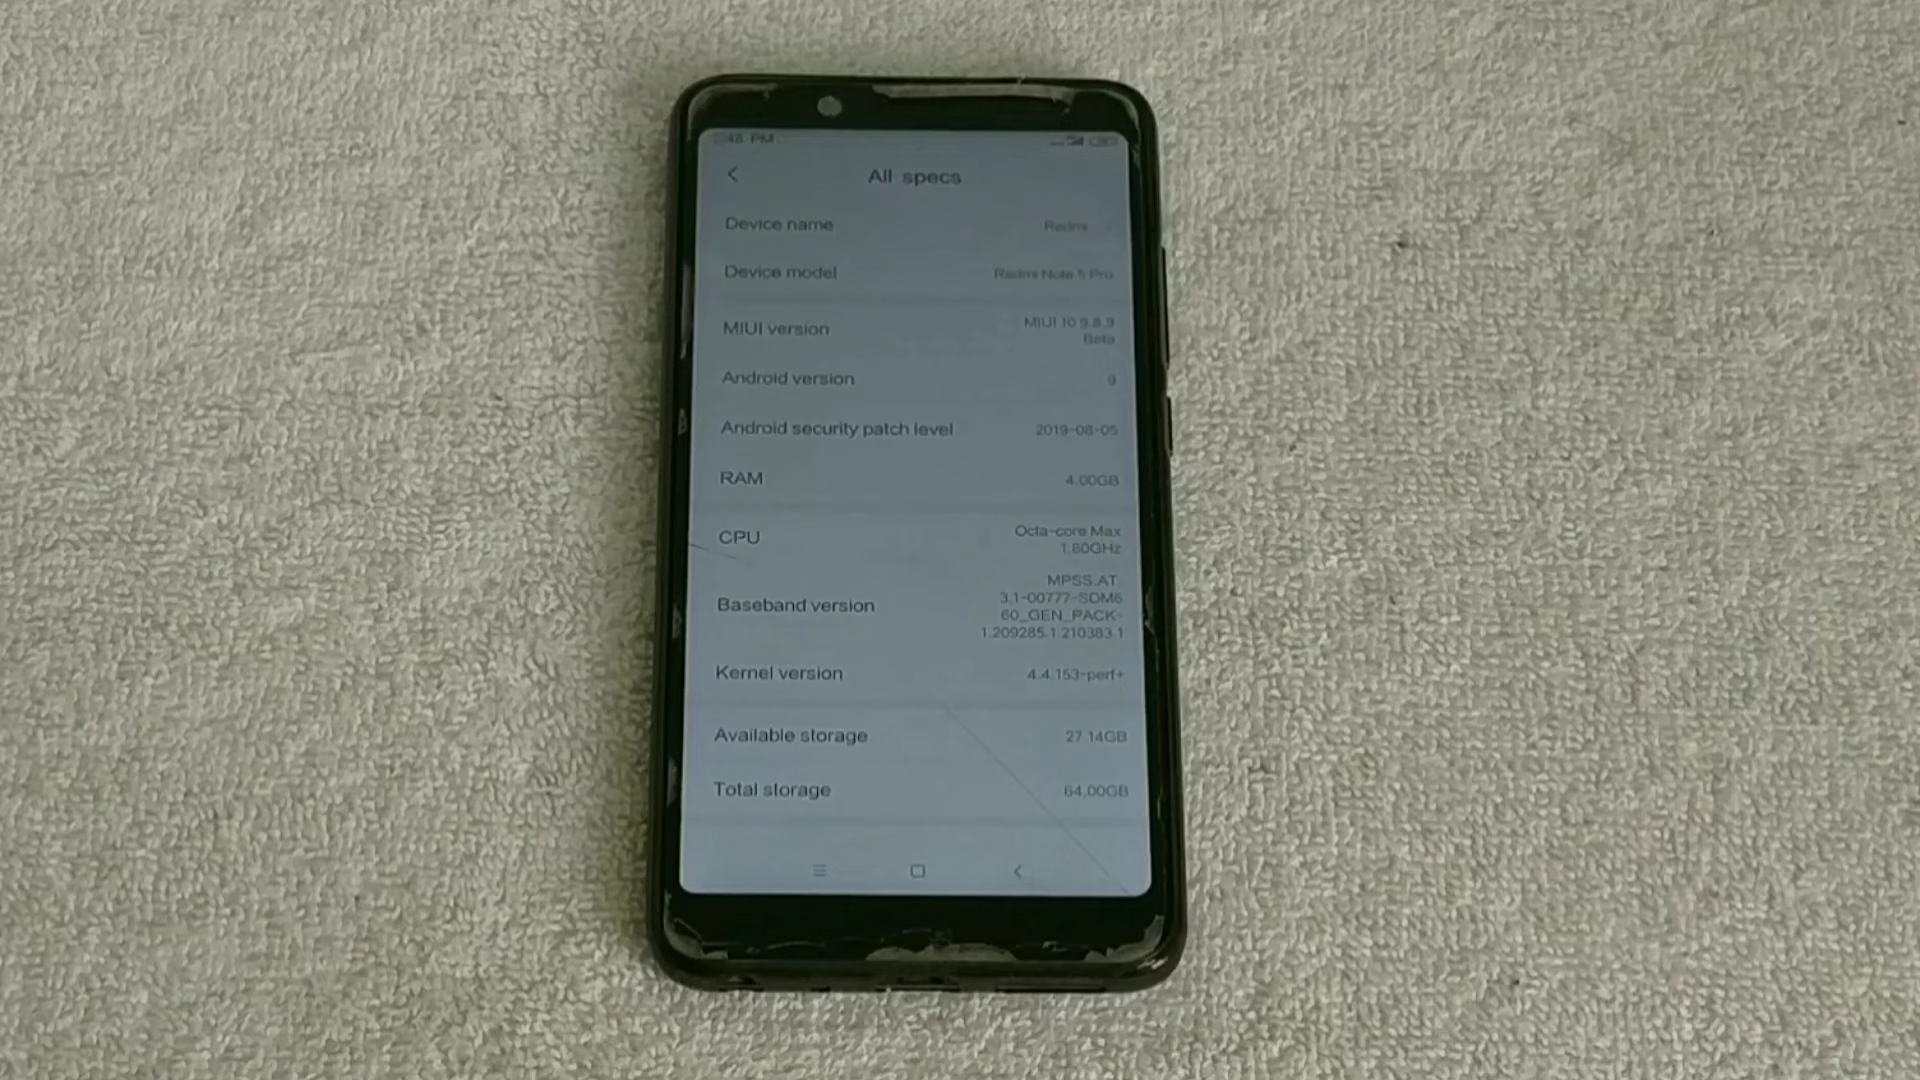 48 PM
All specs
Device name Redmi
Device model Redmi Note 5 Pro
MIUI version MIUI 10 9.8.9
Beta
Android version 9
Android security patch level 2019-08-05
RAM 4.00GB
CPU Octa-core Max
1.80GHz
Baseband version MPSS.AT.
3.1-00777-SDM6
60_GEN_PACK-
1.209285.1.210383.1
Kernel version 4.4.153-perf+
Available storage 27.14GB
Total storage 64.00GB